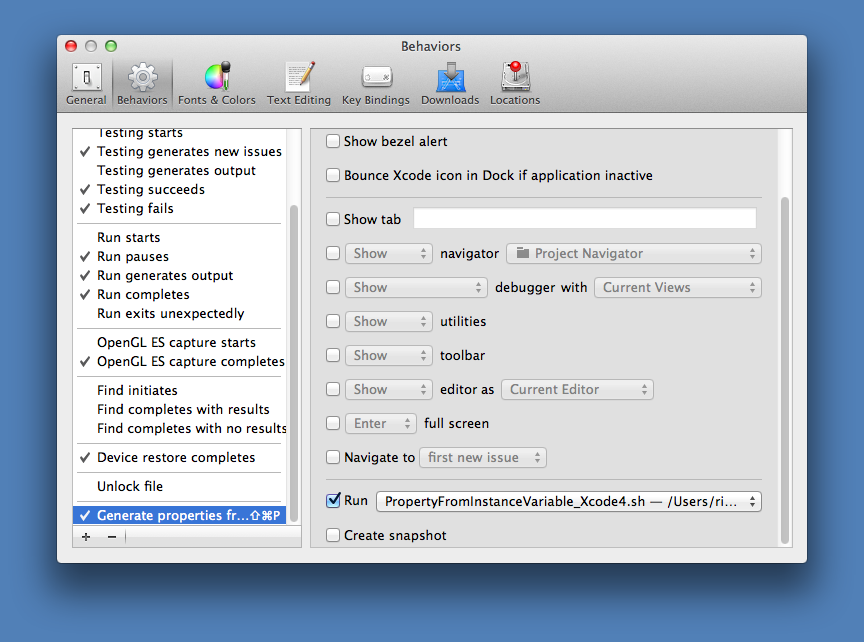 Behaviors
General Behaviors Fonts & Colors Text Editing Key Bindings Downloads Locations
Testing starts
Testing generates new issues
Testing generates output
Testing succeeds
Testing fails
Run starts
Run pauses
Run generates output
Run completes
Run exits unexpectedly
OpenGL ES capture starts
OpenGL ES capture completes
Find initiates
Find completes with results
Find completes with no results
Device restore completes
Unlock file
Generate properties fr...⇧⌘P
+ −
Show bezel alert
Bounce Xcode icon in Dock if application inactive
Show tab
Show navigator Project Navigator
Show debugger with Current Views
Show utilities
Show toolbar
Show editor as Current Editor
Enter full screen
Navigate to first new issue
Run PropertyFromInstanceVariable_Xcode4.sh — /Users/ri...
Create snapshot